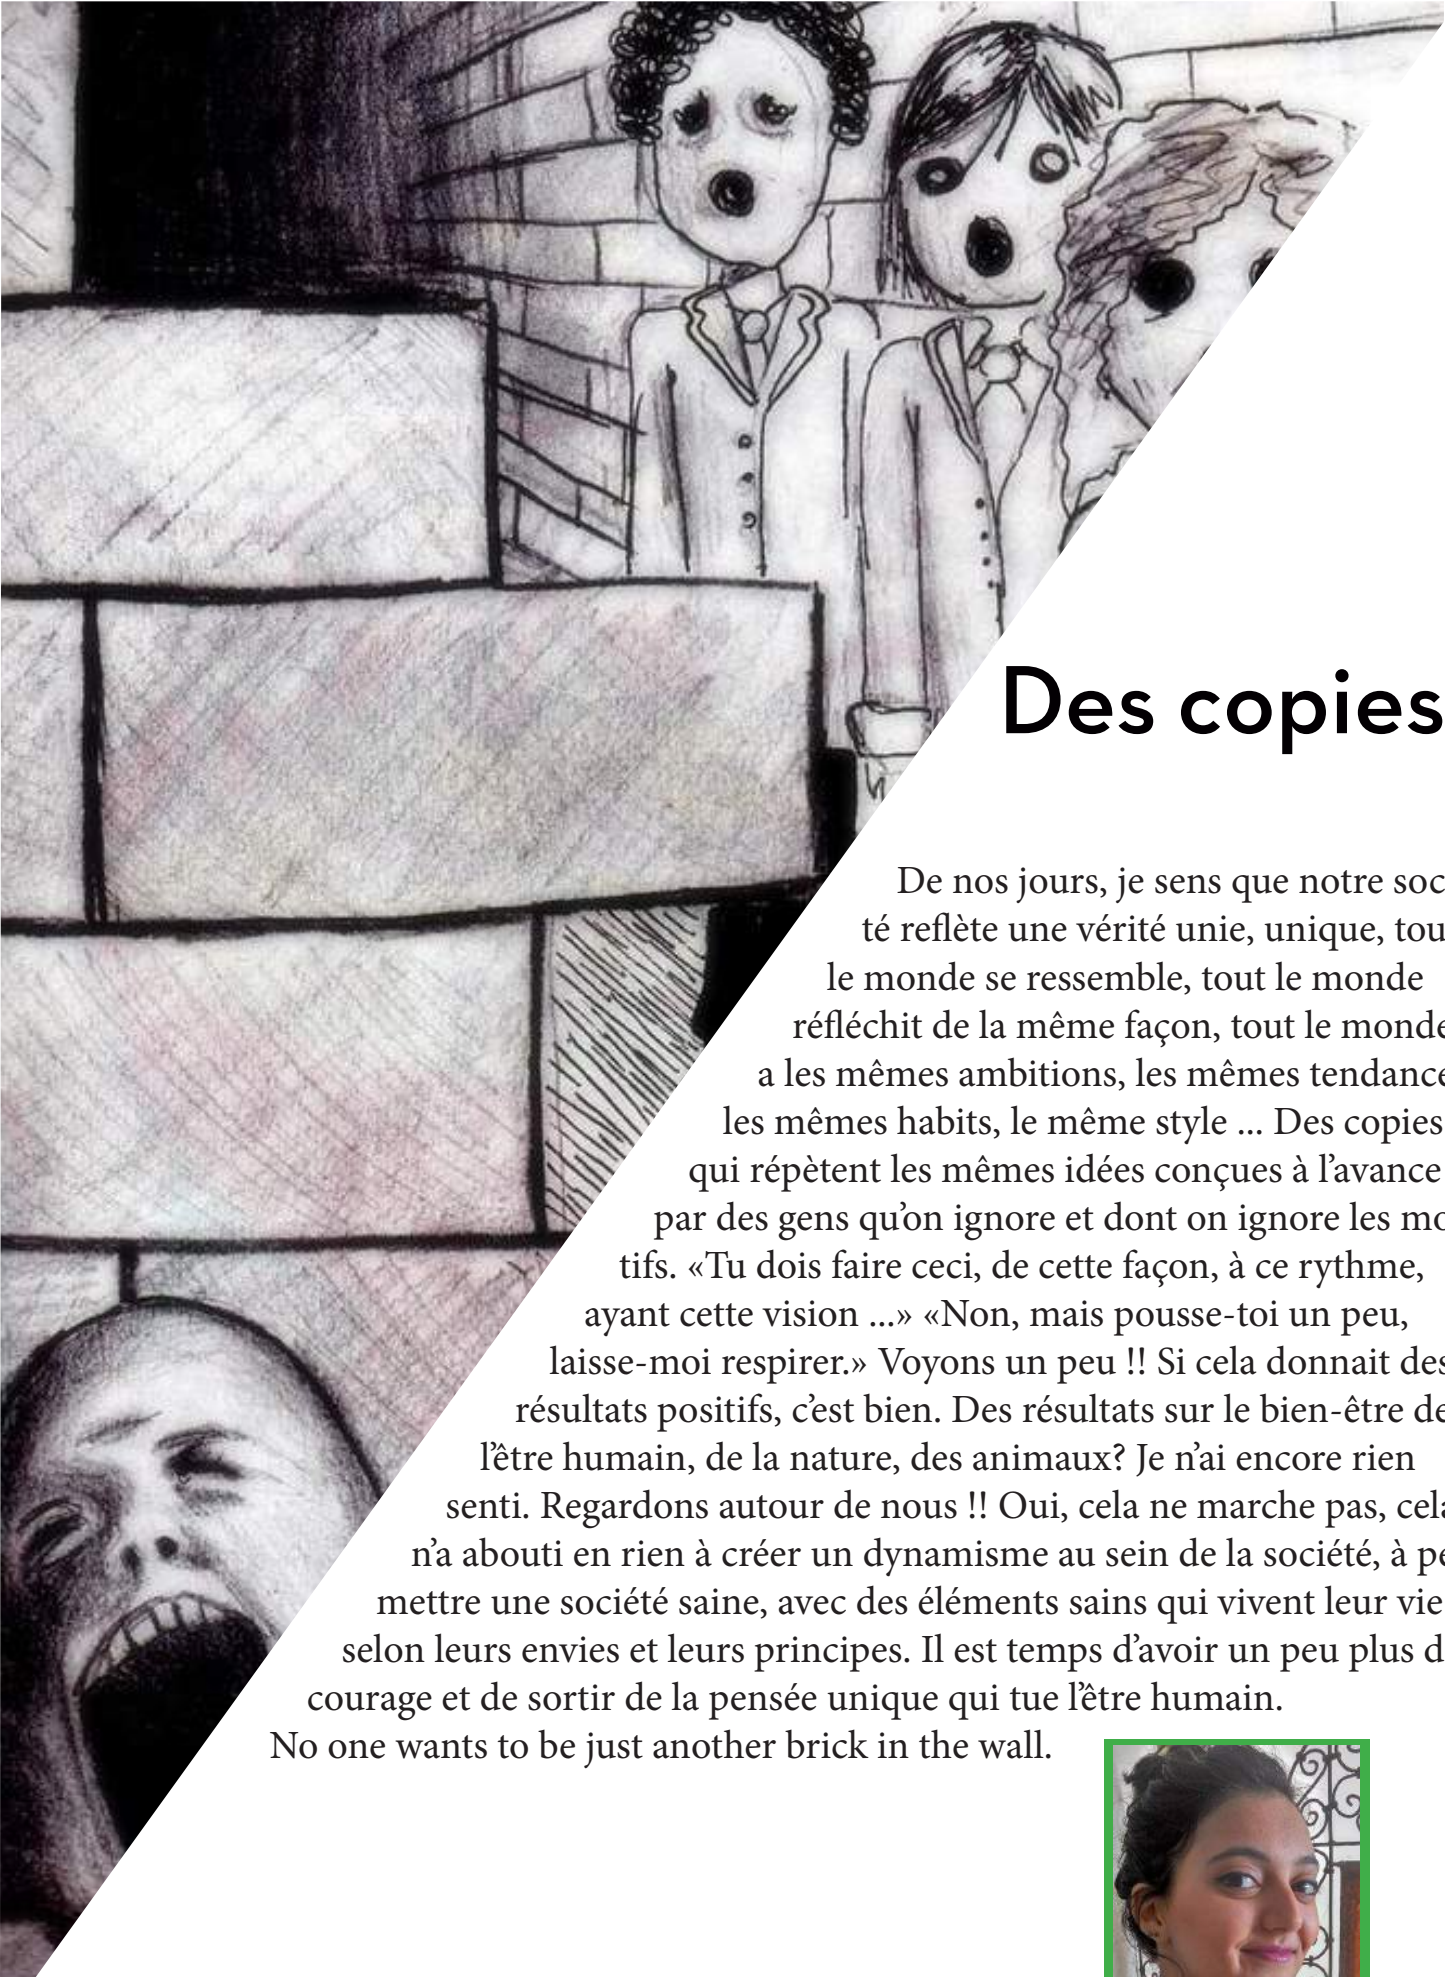 Des copies
De nos jours, je sens que notre soc
té reflète une vérité unie, unique, tou
le monde se ressemble, tout le monde
réfléchit de la même façon, tout le monde
a les mêmes ambitions, les mêmes tendance
les mêmes habits, le même style ... Des copies
qui répètent les mêmes idées conçues à l’avance
par des gens qu’on ignore et dont on ignore les mo
tifs. «Tu dois faire ceci, de cette façon, à ce rythme,
ayant cette vision ...» «Non, mais pousse-toi un peu,
laisse-moi respirer.» Voyons un peu !! Si cela donnait des
résultats positifs, c’est bien. Des résultats sur le bien-être de
l’être humain, de la nature, des animaux? Je n’ai encore rien
senti. Regardons autour de nous !! Oui, cela ne marche pas, cela
n’a abouti en rien à créer un dynamisme au sein de la société, à pe
mettre une société saine, avec des éléments sains qui vivent leur vie
selon leurs envies et leurs principes. Il est temps d’avoir un peu plus d
courage et de sortir de la pensée unique qui tue l’être humain.
No one wants to be just another brick in the wall.